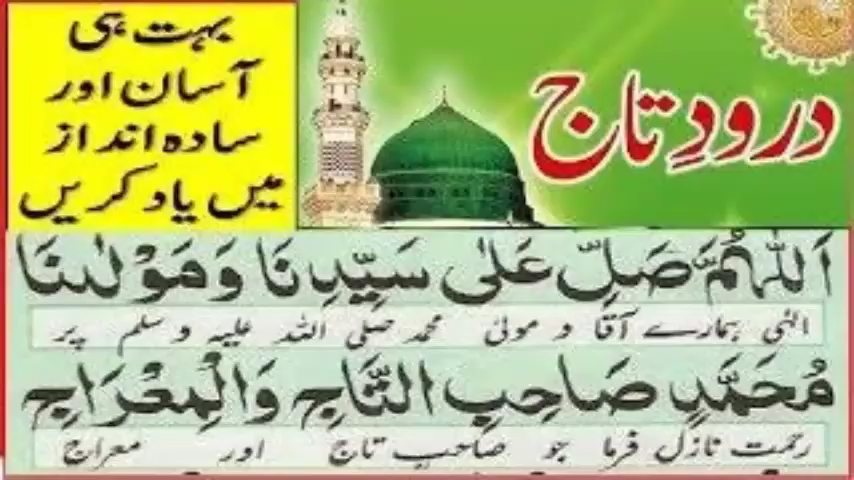 بہت ہی
آسان اور
سادہ انداز
میں یاد کریں
درودِ تاج
اَللّٰهُمَّ صَلِّ عَلٰى سَيِّدِنَا وَمَوْلٰنَا
الٰہی ہمارے آقا و مولیٰ محمد صلی اللہ علیہ و سلم پر
مُحَمَّدٍ صَاحِبِ التَّاجِ وَالْمِعْرَاجِ
رحمت نازل فرما جو صاحب تاج اور معراج